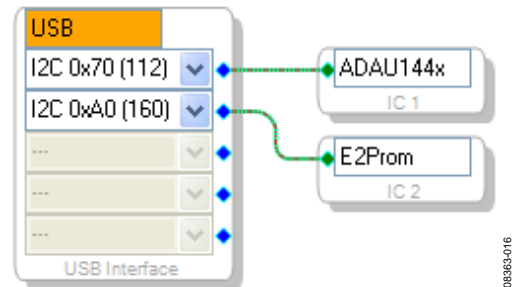 USB
I2C 0x70 (112)
I2C 0xA0 (160)
---
---
---
USB Interface
ADAU144x
IC 1
E2Prom
IC 2
08363-016